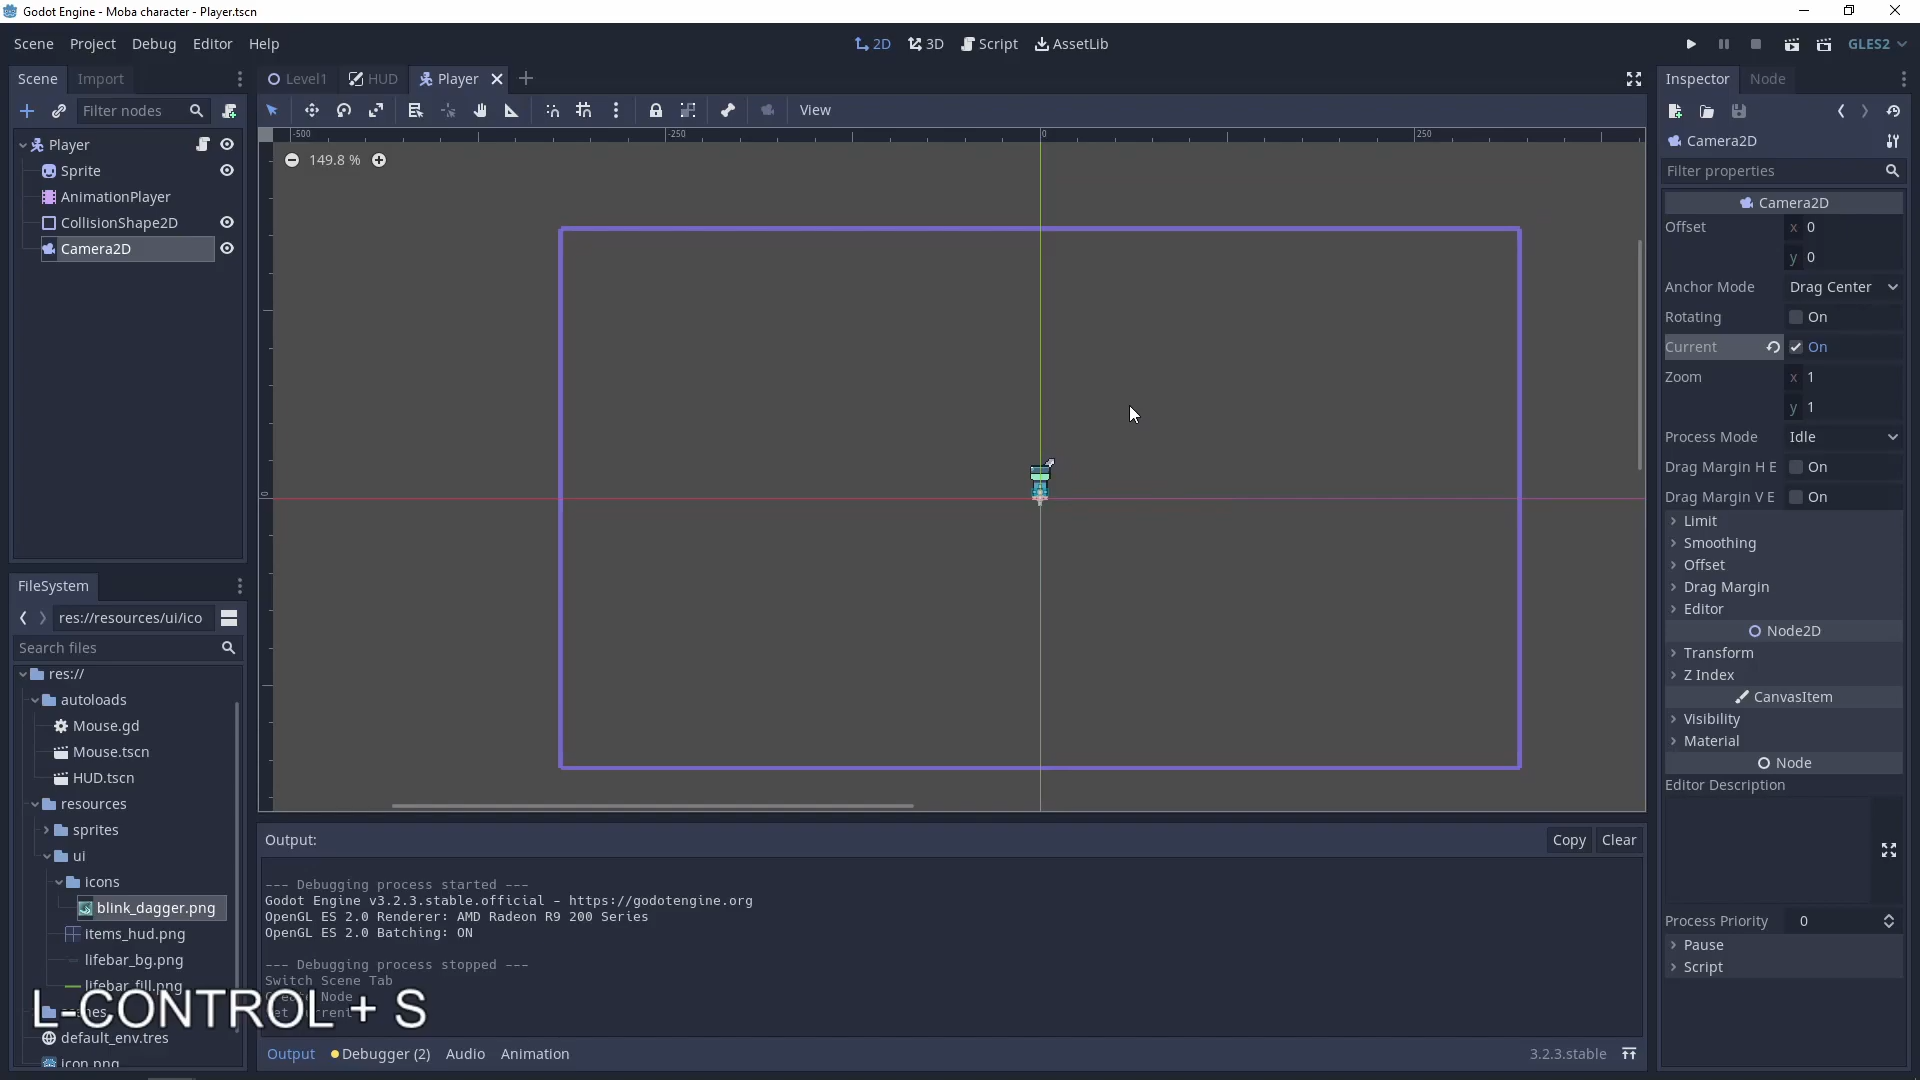 Godot Engine - Moba character - Player.tscn
Scene Project Debug Editor Help
2D 3D Script AssetLib
GLES2
Scene Import
Level1 HUD Player
Inspector Node
Filter nodes
View
Camera2D
Player
Sprite
AnimationPlayer
CollisionShape2D
Camera2D
-500 -250 0 250
149.8 %
0
Filter properties
Camera2D
Offset x 0
y 0
Anchor Mode Drag Center
Rotating On
Current On
Zoom x 1
y 1
Process Mode Idle
Drag Margin H E On
Drag Margin V E On
Limit
Smoothing
Offset
Drag Margin
Editor
Node2D
Transform
Z Index
CanvasItem
Visibility
Material
Node
Editor Description
Process Priority 0
Pause
Script
FileSystem
res://resources/ui/ico
Search files
res://
autoloads
Mouse.gd
Mouse.tscn
HUD.tscn
resources
sprites
ui
icons
blink_dagger.png
items_hud.png
lifebar_bg.png
lifebar_fill.png
default_env.tres
icon.png
L-CONTROL + S
Output:
Copy Clear
--- Debugging process started ---
Godot Engine v3.2.3.stable.official - https://godotengine.org
OpenGL ES 2.0 Renderer: AMD Radeon R9 200 Series
OpenGL ES 2.0 Batching: ON
--- Debugging process stopped ---
Switch Scene Tab
Node
Output Debugger (2) Audio Animation
3.2.3.stable